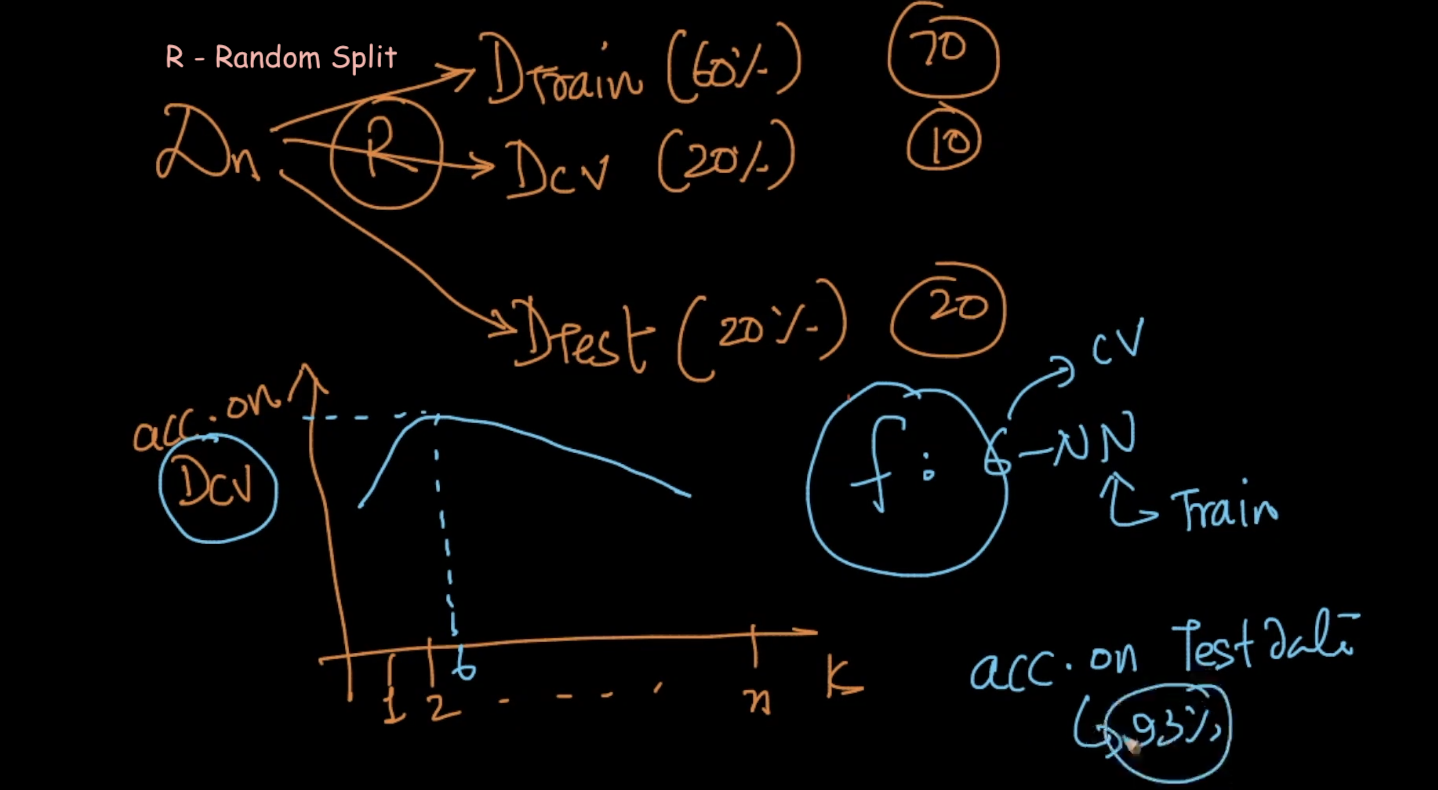 R - Random Split
Dn R
Dtrain (60%) 70
Dcv (20%) 10
Dtest (20%) 20
acc. on
Dcv
1 2 - - - . n K
6
f: 6-NN
CV
Train
acc. on Test data
93%